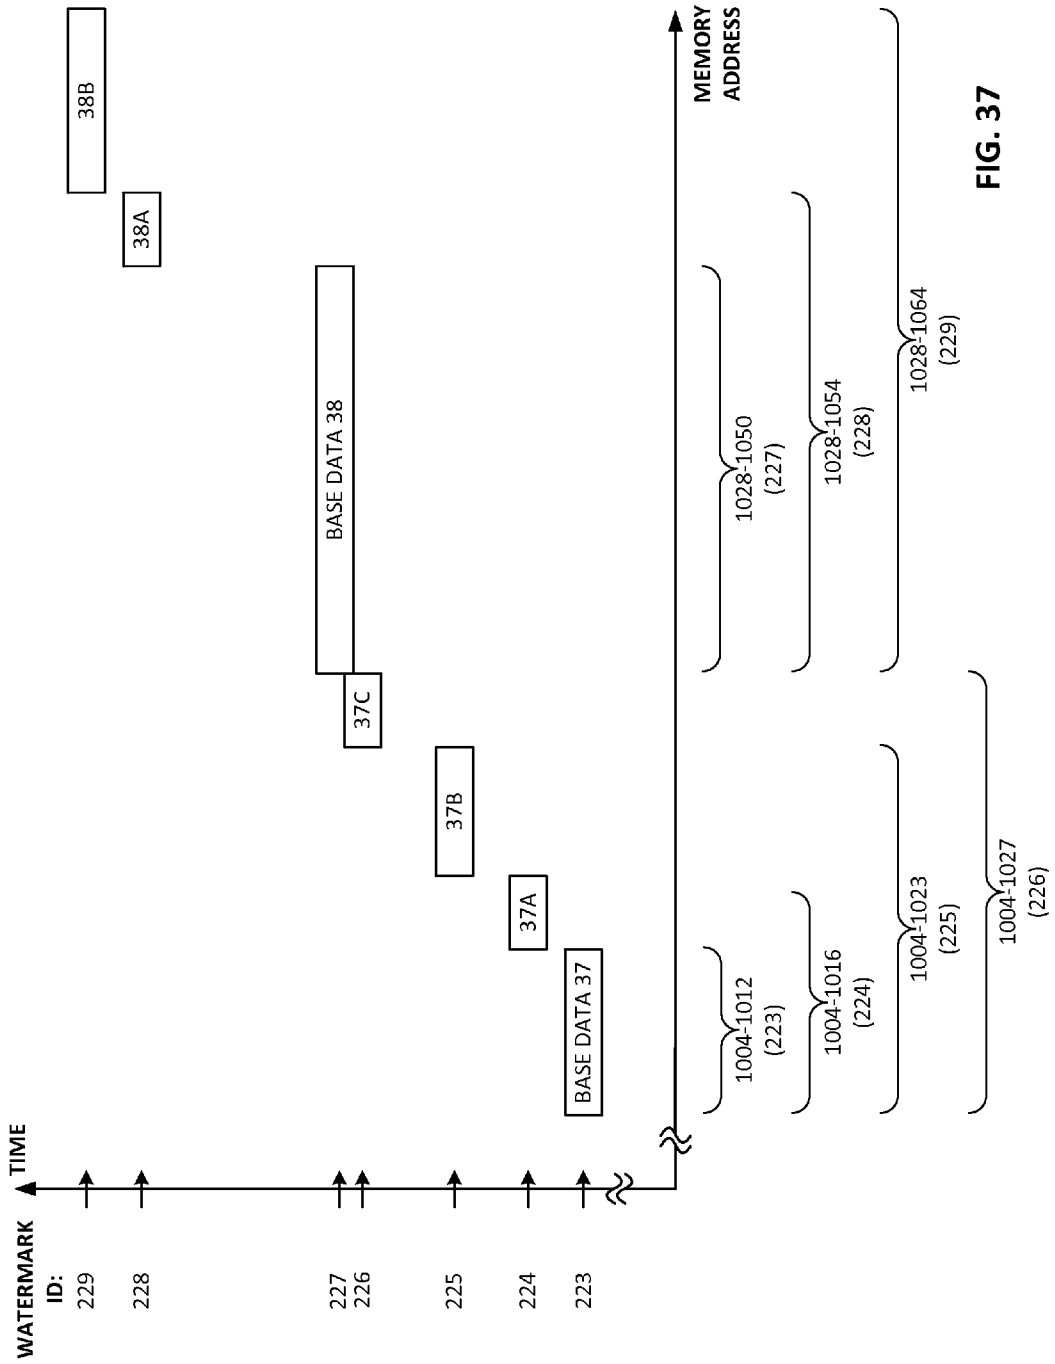 WATERMARK
ID:
TIME
229
228
227
226
225
224
223
38B
38A
BASE DATA 38
37C
37B
37A
BASE DATA 37
MEMORY
ADDRESS
1004-1012
(223)
1028-1050
(227)
1004-1016
(224)
1028-1054
(228)
1004-1023
(225)
1028-1064
(229)
1004-1027
(226)
FIG. 37